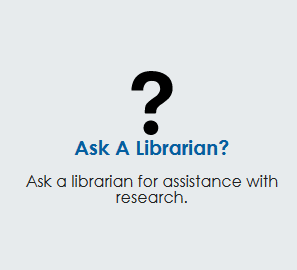 ?
Ask A Librarian?
Ask a librarian for assistance with
research.